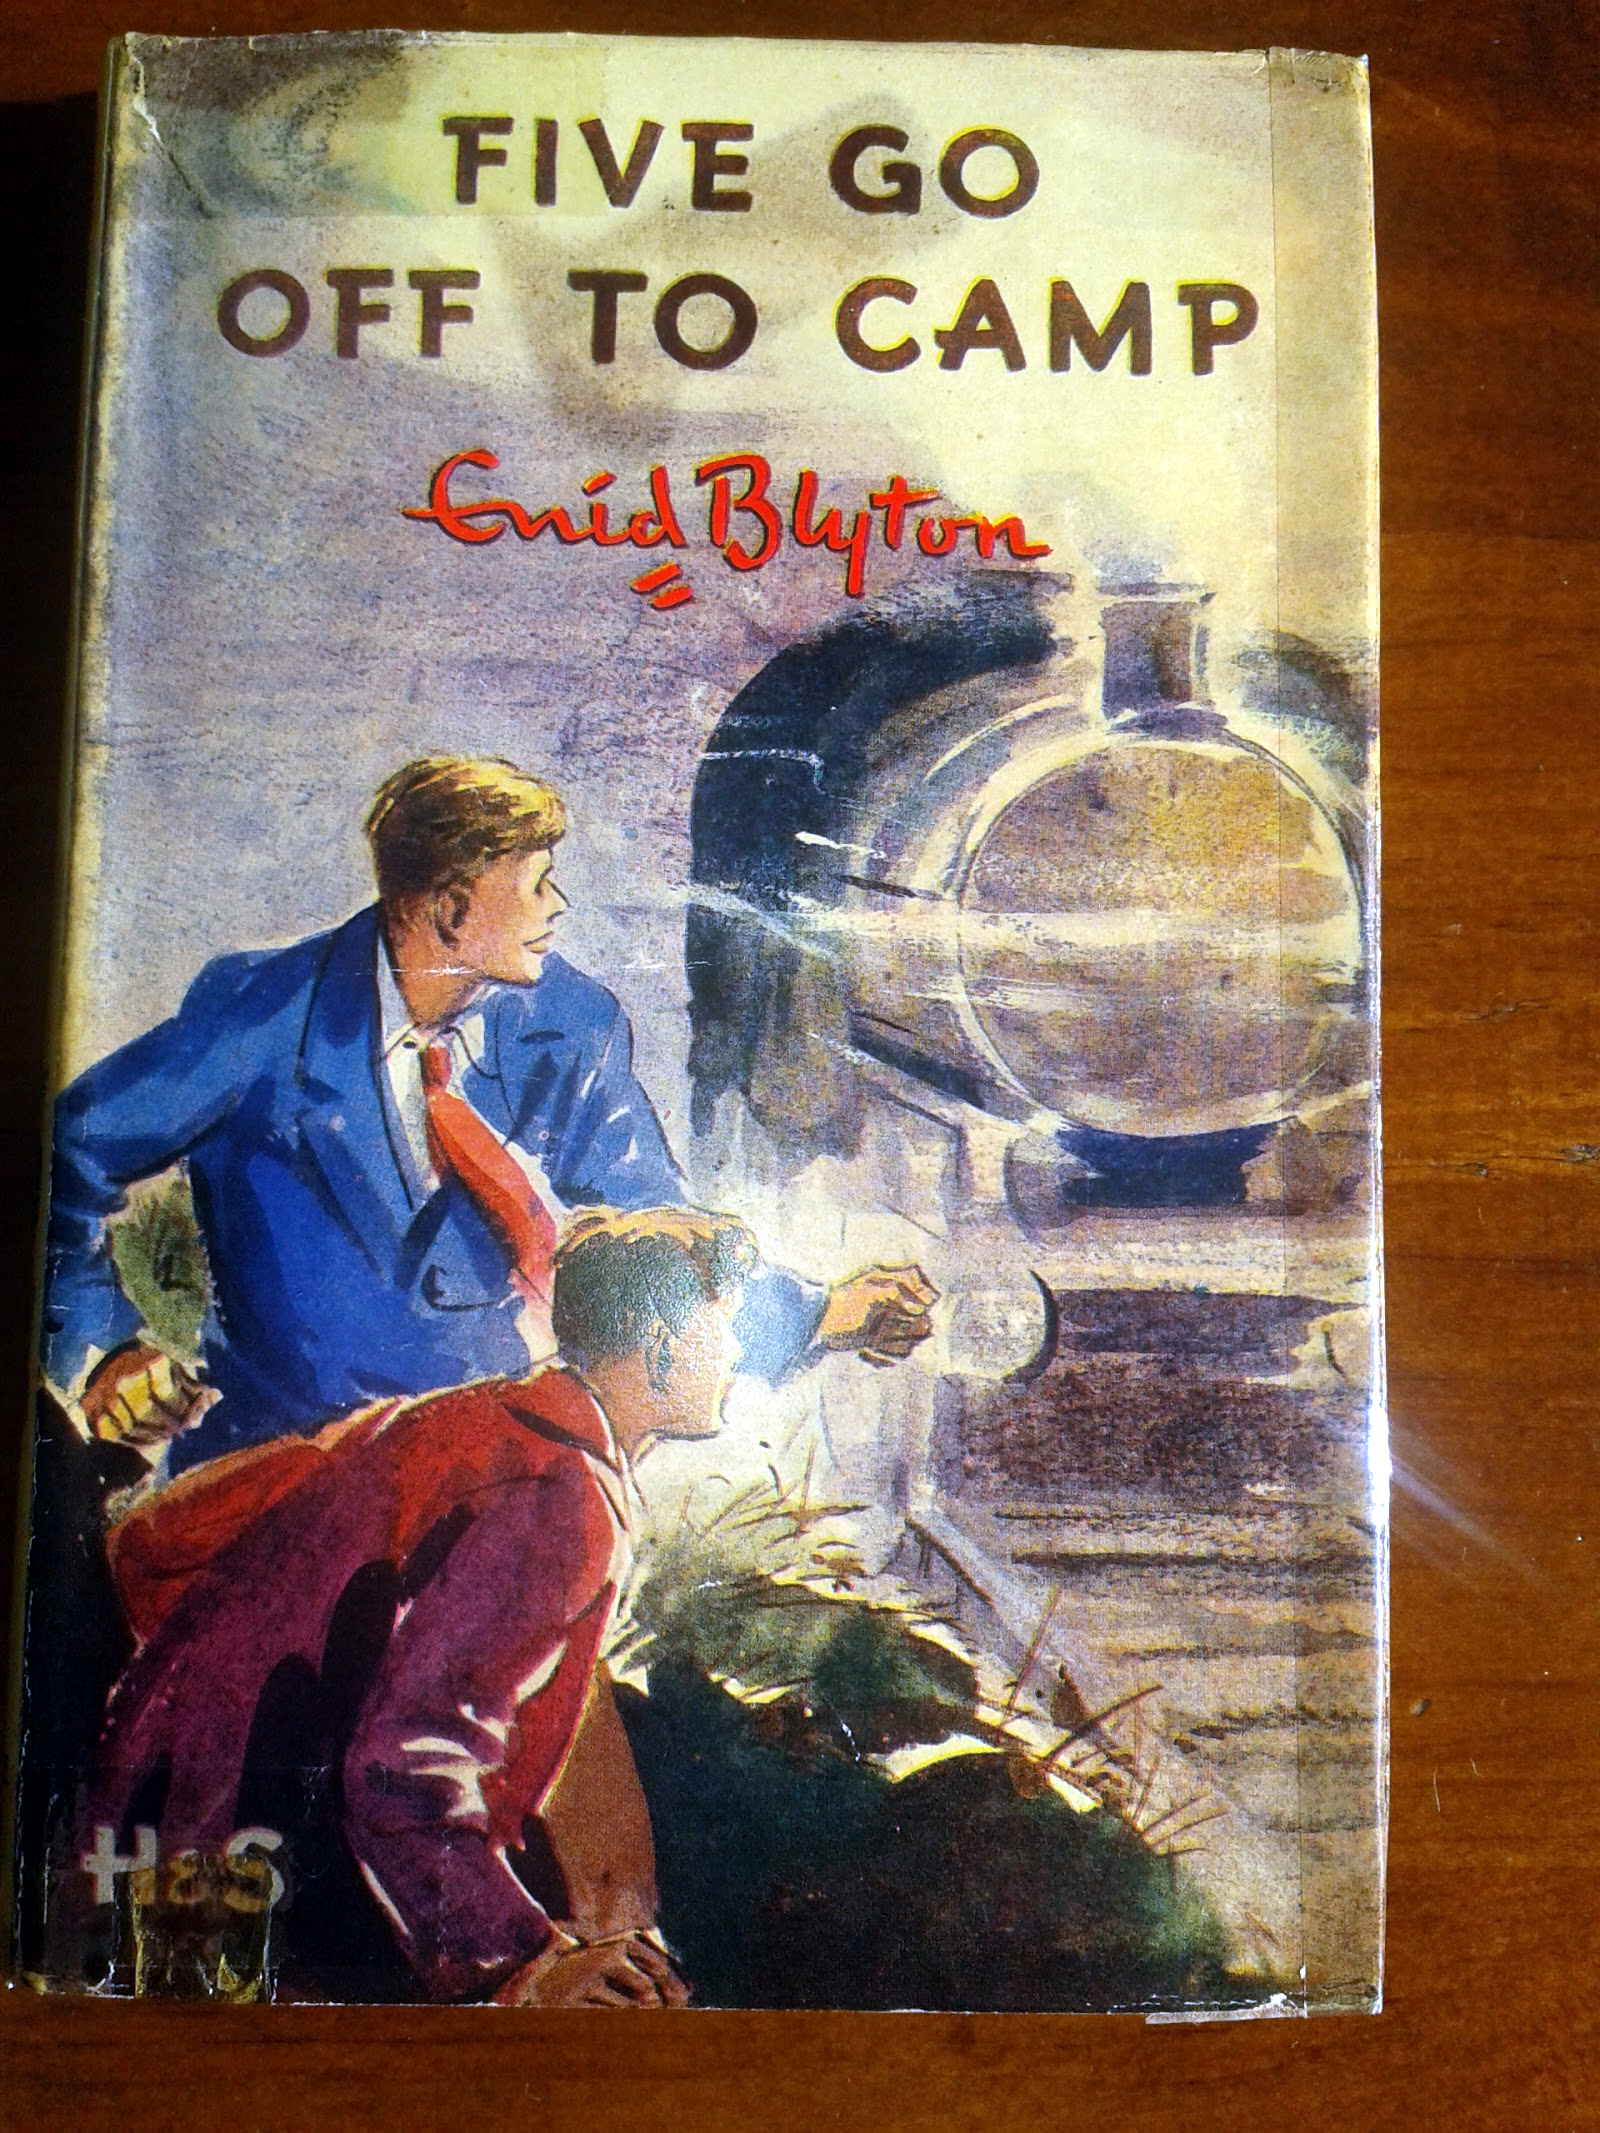 FIVE GO
OFF TO CAMP
Enid Blyton
H&S